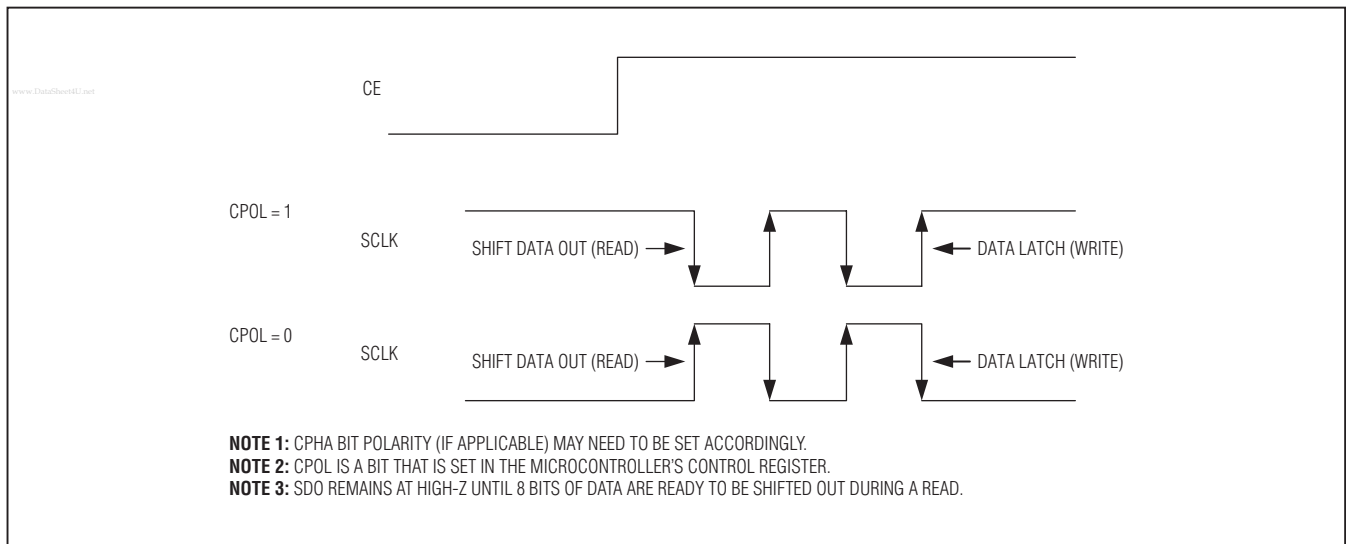 CE
www.DataSheet4U.net
CPOL = 1
SCLK
SHIFT DATA OUT (READ)
DATA LATCH (WRITE)
CPOL = 0
SCLK
SHIFT DATA OUT (READ)
DATA LATCH (WRITE)
NOTE 1: CPHA BIT POLARITY (IF APPLICABLE) MAY NEED TO BE SET ACCORDINGLY.
NOTE 2: CPOL IS A BIT THAT IS SET IN THE MICROCONTROLLER'S CONTROL REGISTER.
NOTE 3: SDO REMAINS AT HIGH-Z UNTIL 8 BITS OF DATA ARE READY TO BE SHIFTED OUT DURING A READ.